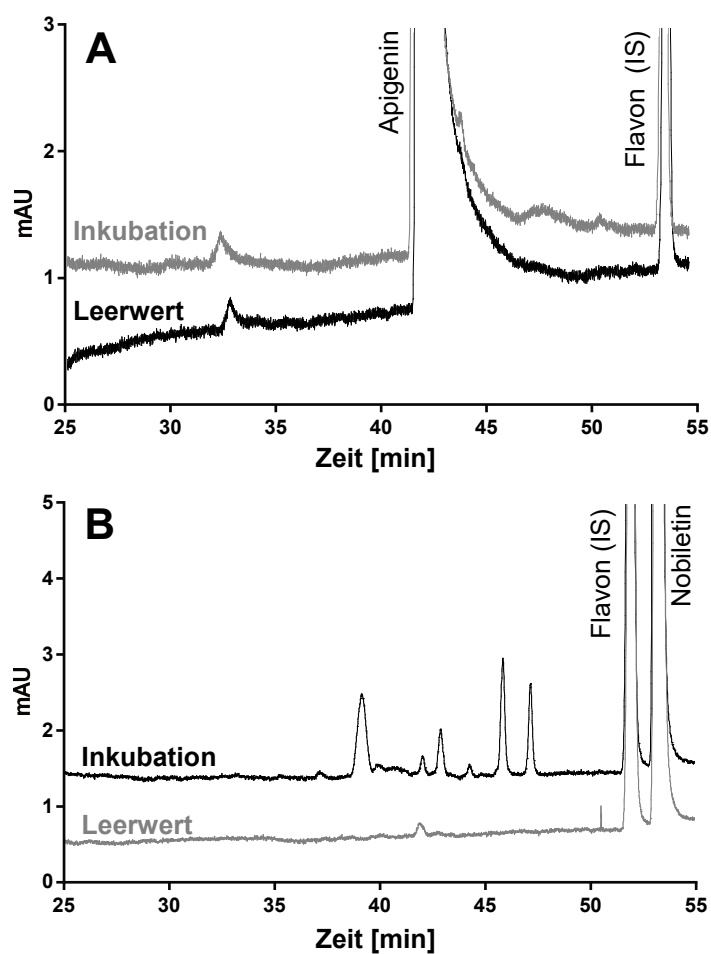 A
3
2
1
0
mAU
Inkubation
Leerwert
Apigenin
Flavon (IS)
25 30 35 40 45 50 55
Zeit [min]
B
5
4
3
2
1
0
mAU
Inkubation
Leerwert
Flavon (IS)
Nobiletin
25 30 35 40 45 50 55
Zeit [min]